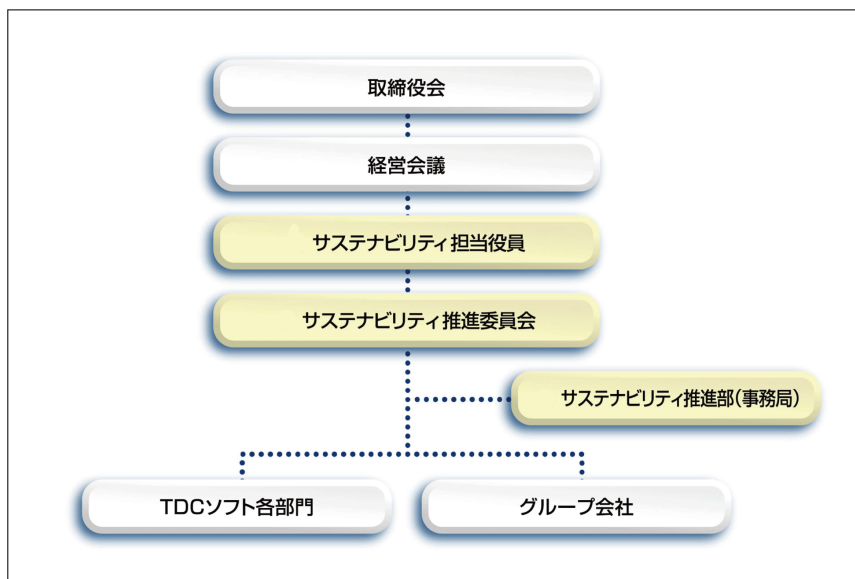 取締役会
経営会議
サステナビリティ担当役員
サステナビリティ推進委員会
サステナビリティ推進部(事務局)
TDCソフト各部門
グループ会社